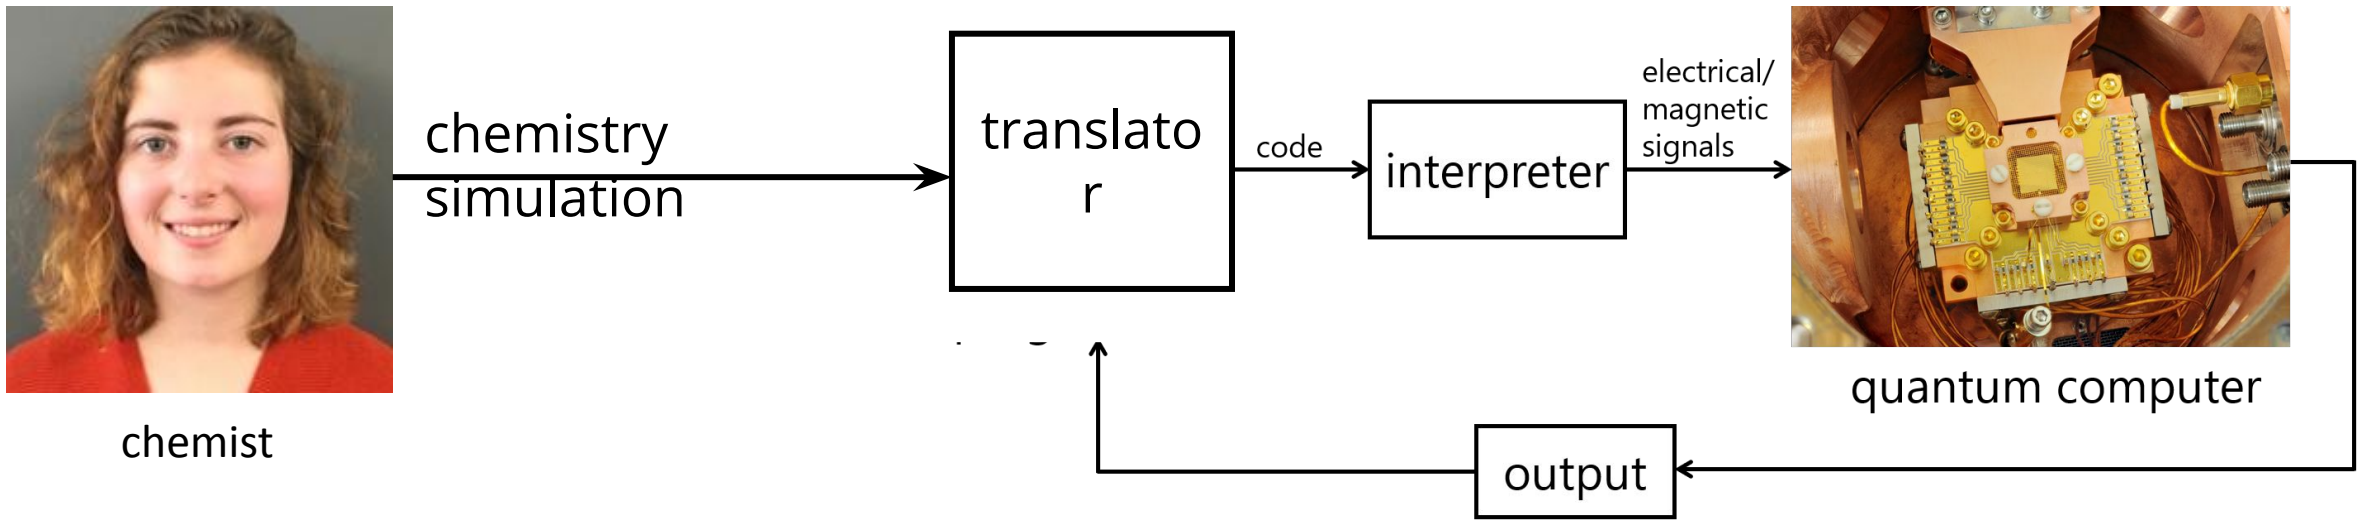 chemistry
simulation
translato
r
code
interpreter
electrical/
magnetic
signals
quantum computer
chemist
output